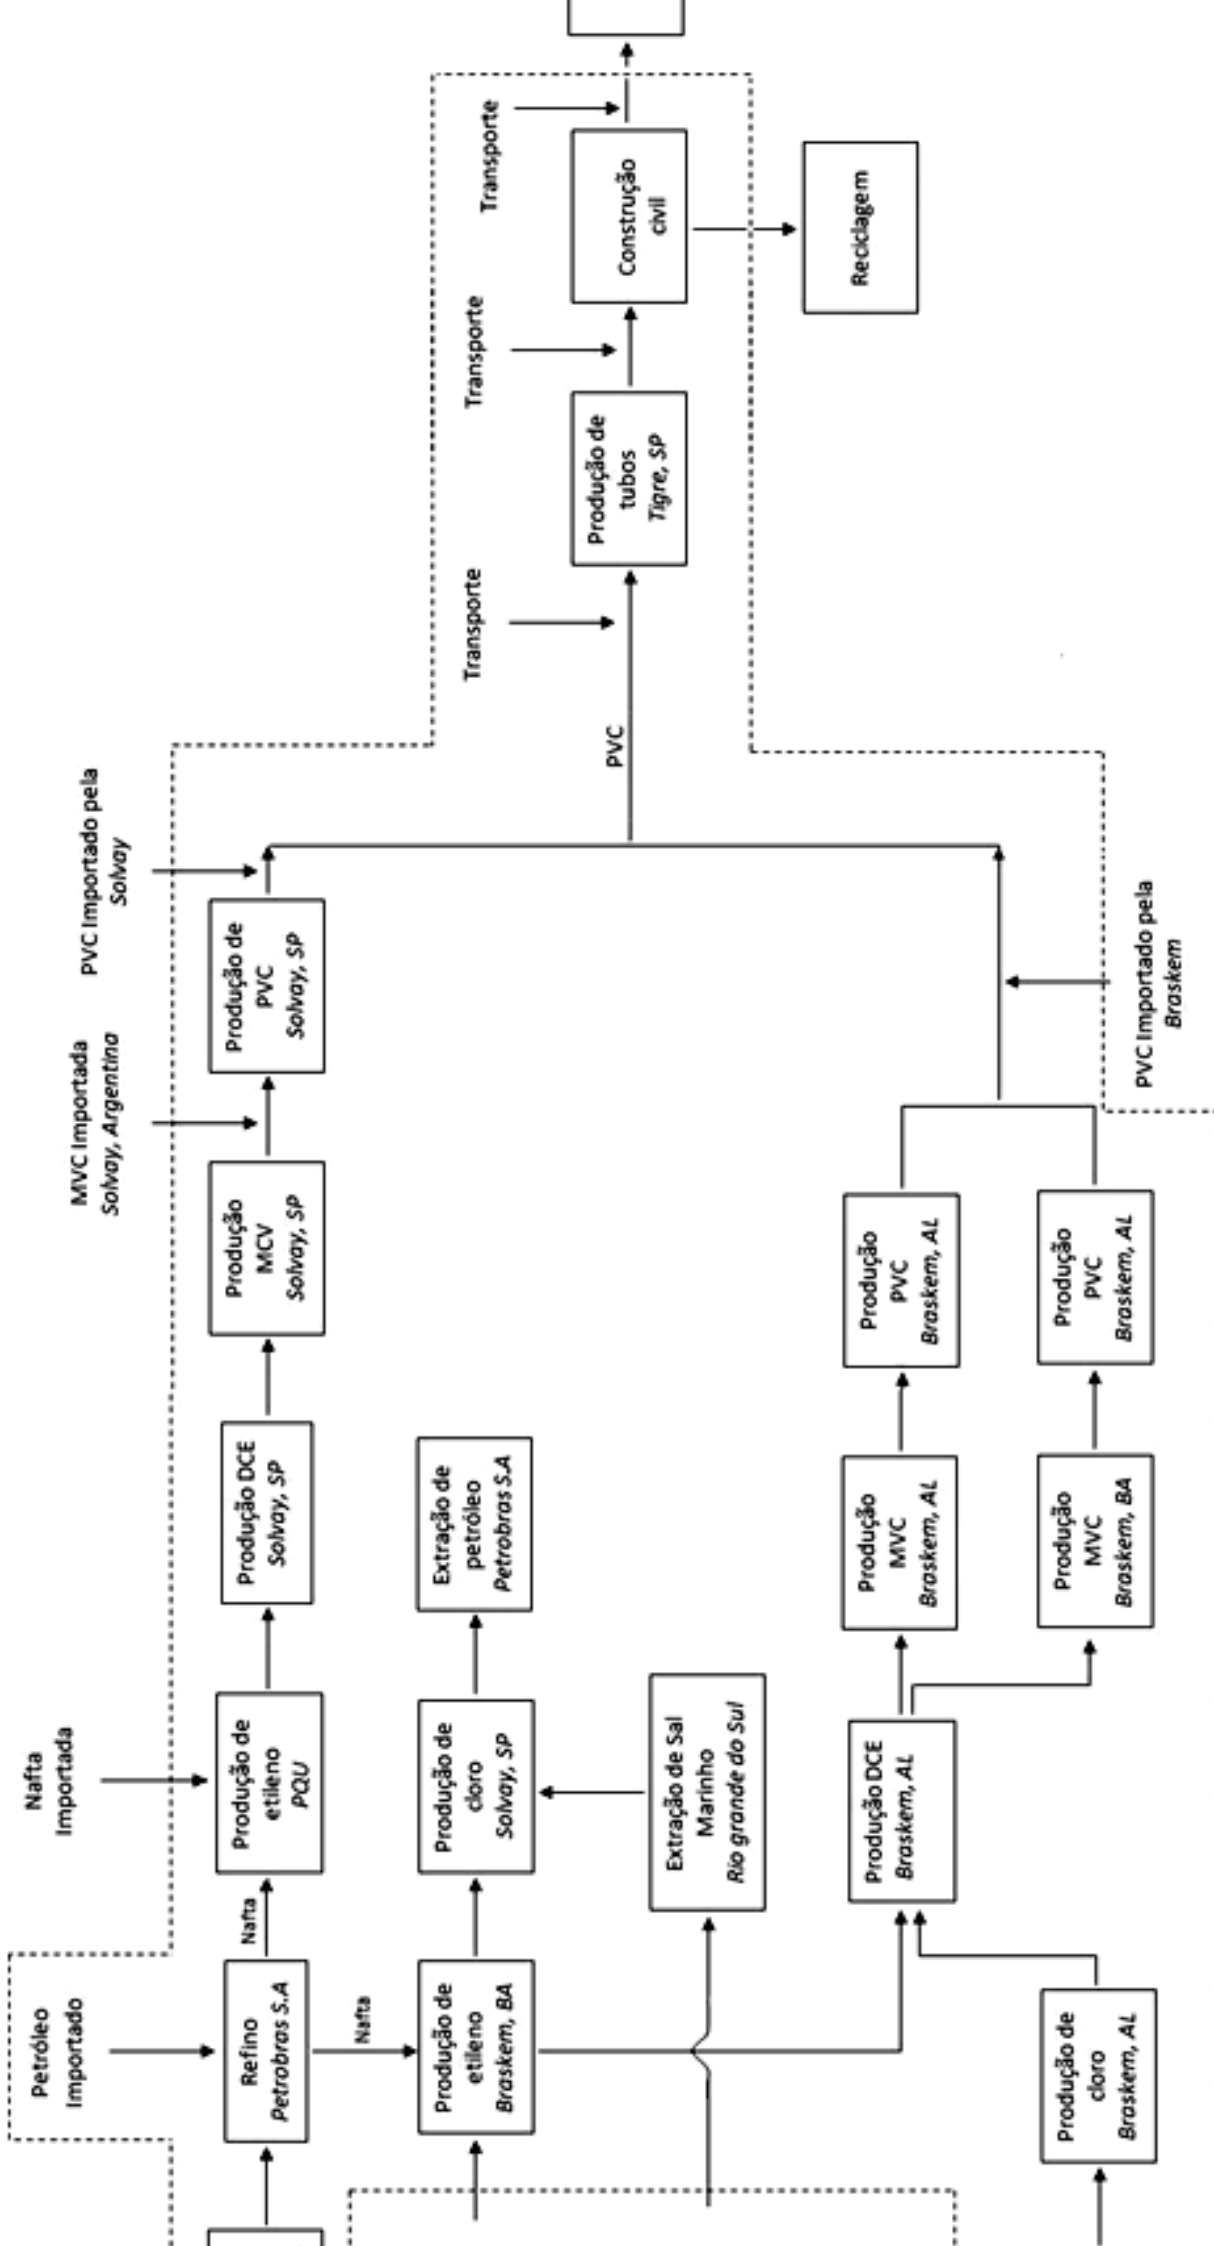 Petróleo
Importado
Nafta
Importada
MVC Importada
Solvay, Argentina
PVC Importado pela
Solvay
Refino
Petrobras S.A
Nafta
Produção de
etileno
PQU
Produção DCE
Solvay, SP
Produção
MCV
Solvay, SP
Produção de
PVC
Solvay, SP
Nafta
Produção de
etileno
Braskem, BA
Produção de
cloro
Solvay, SP
Extração de
petróleo
Petrobras S.A
Extração de Sal
Marinho
Rio grande do Sul
PVC
Transporte
Produção de
tubos
Tigre, SP
Transporte
Construção
civil
Transporte
Reciclagem
Produção DCE
Braskem, AL
Produção
MVC
Braskem, AL
Produção
PVC
Braskem, AL
Produção de
cloro
Braskem, AL
Produção
MVC
Braskem, BA
Produção
PVC
Braskem, AL
PVC Importado pela
Braskem